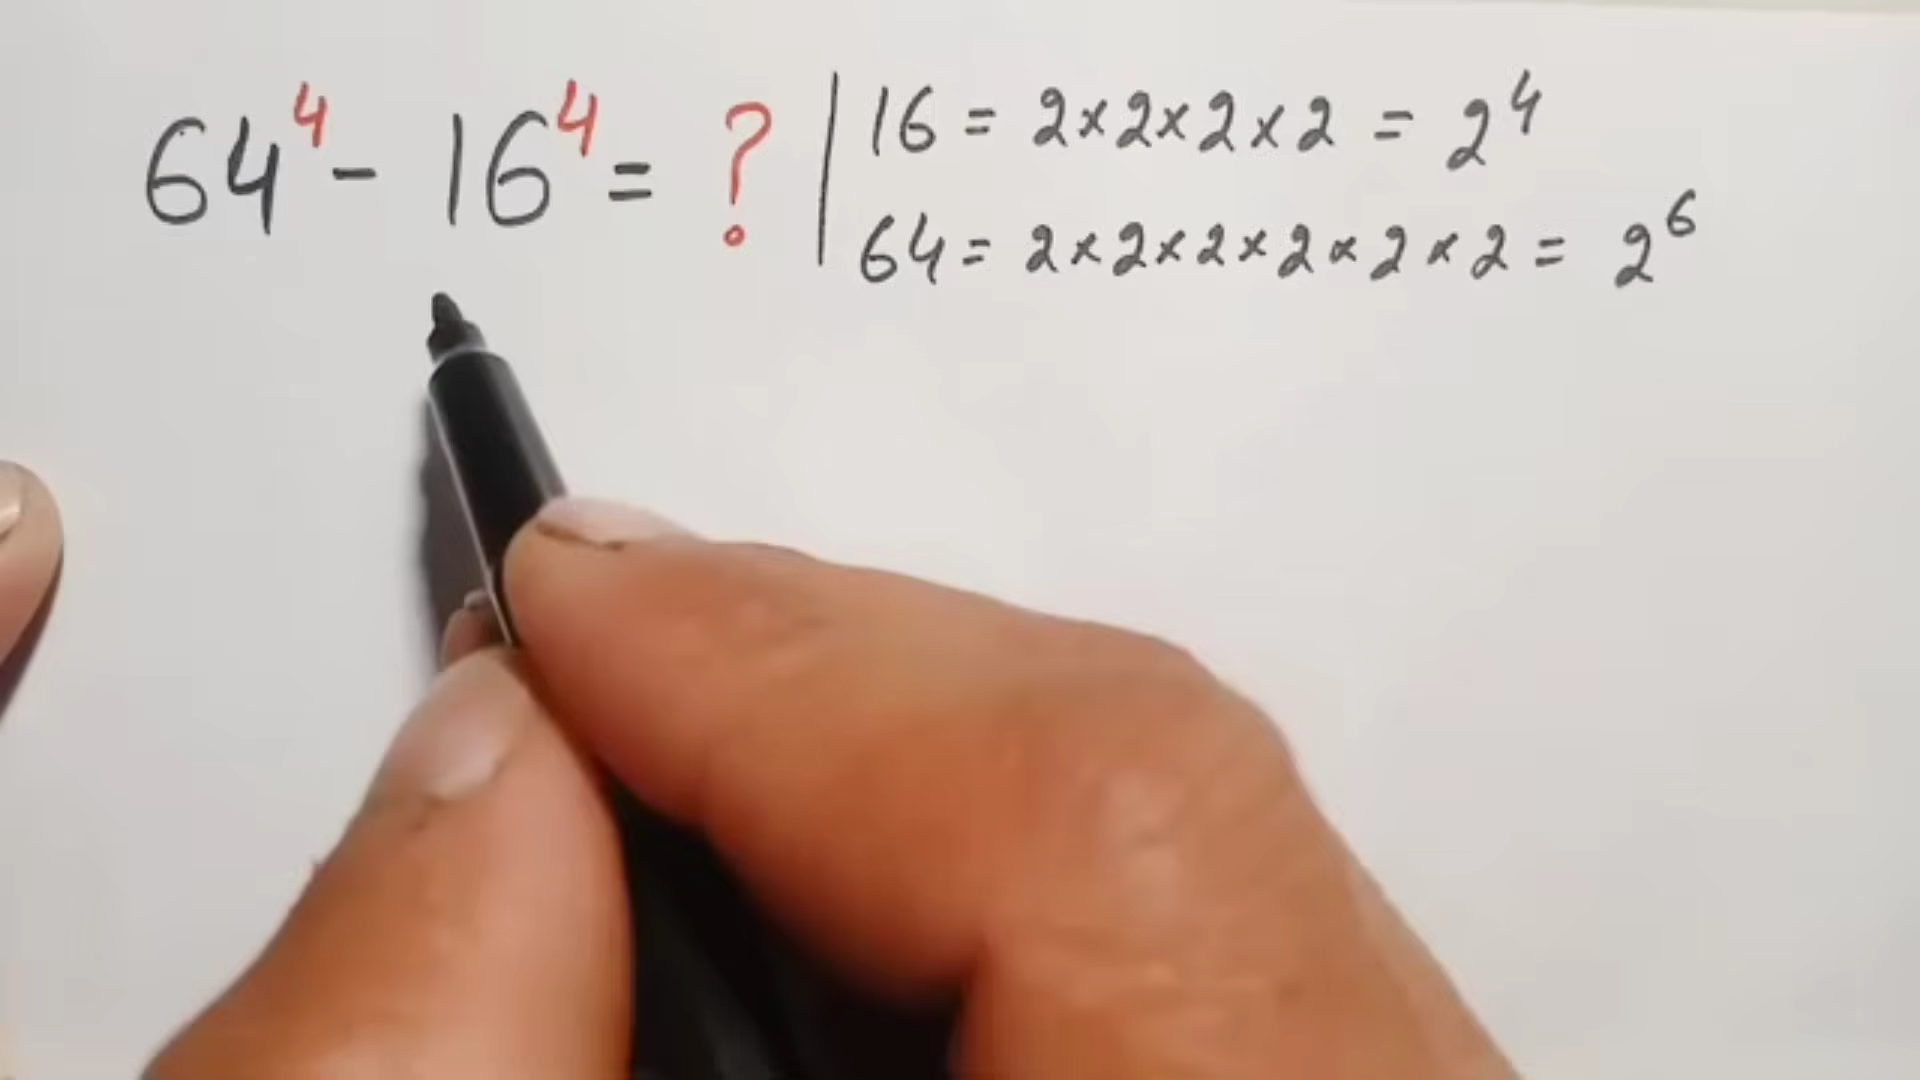 64⁴ - 16⁴ = ?
16 = 2×2×2×2 = 2⁴
64 = 2×2×2×2×2×2 = 2⁶